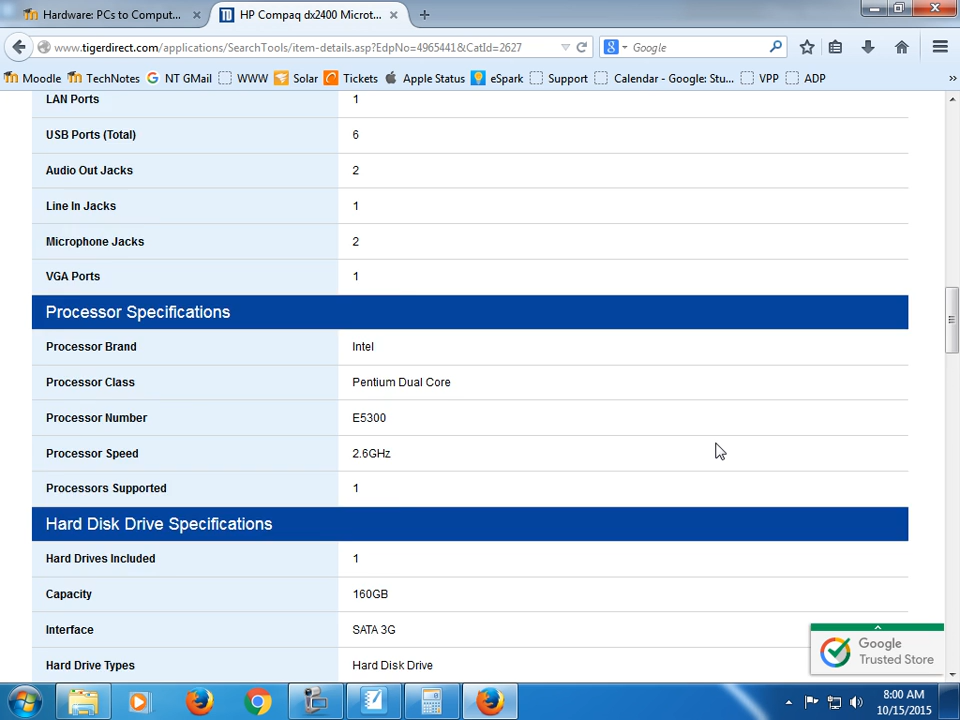 Hardware: PCs to Comput...
HP Compaq dx2400 Microt...
www.tigerdirect.com/applications/SearchTools/item-details.asp?EdpNo=4965441&CatId=2627
Google
Moodle
TechNotes
NT GMail
WWW
Solar
Tickets
Apple Status
eSpark
Support
Calendar - Google: Stu...
VPP
ADP
LAN Ports 1
USB Ports (Total) 6
Audio Out Jacks 2
Line In Jacks 1
Microphone Jacks 2
VGA Ports 1
Processor Specifications
Processor Brand Intel
Processor Class Pentium Dual Core
Processor Number E5300
Processor Speed 2.6GHz
Processors Supported 1
Hard Disk Drive Specifications
Hard Drives Included 1
Capacity 160GB
Interface SATA 3G
Hard Drive Types Hard Disk Drive
Google
Trusted Store
8:00 AM
10/15/2015